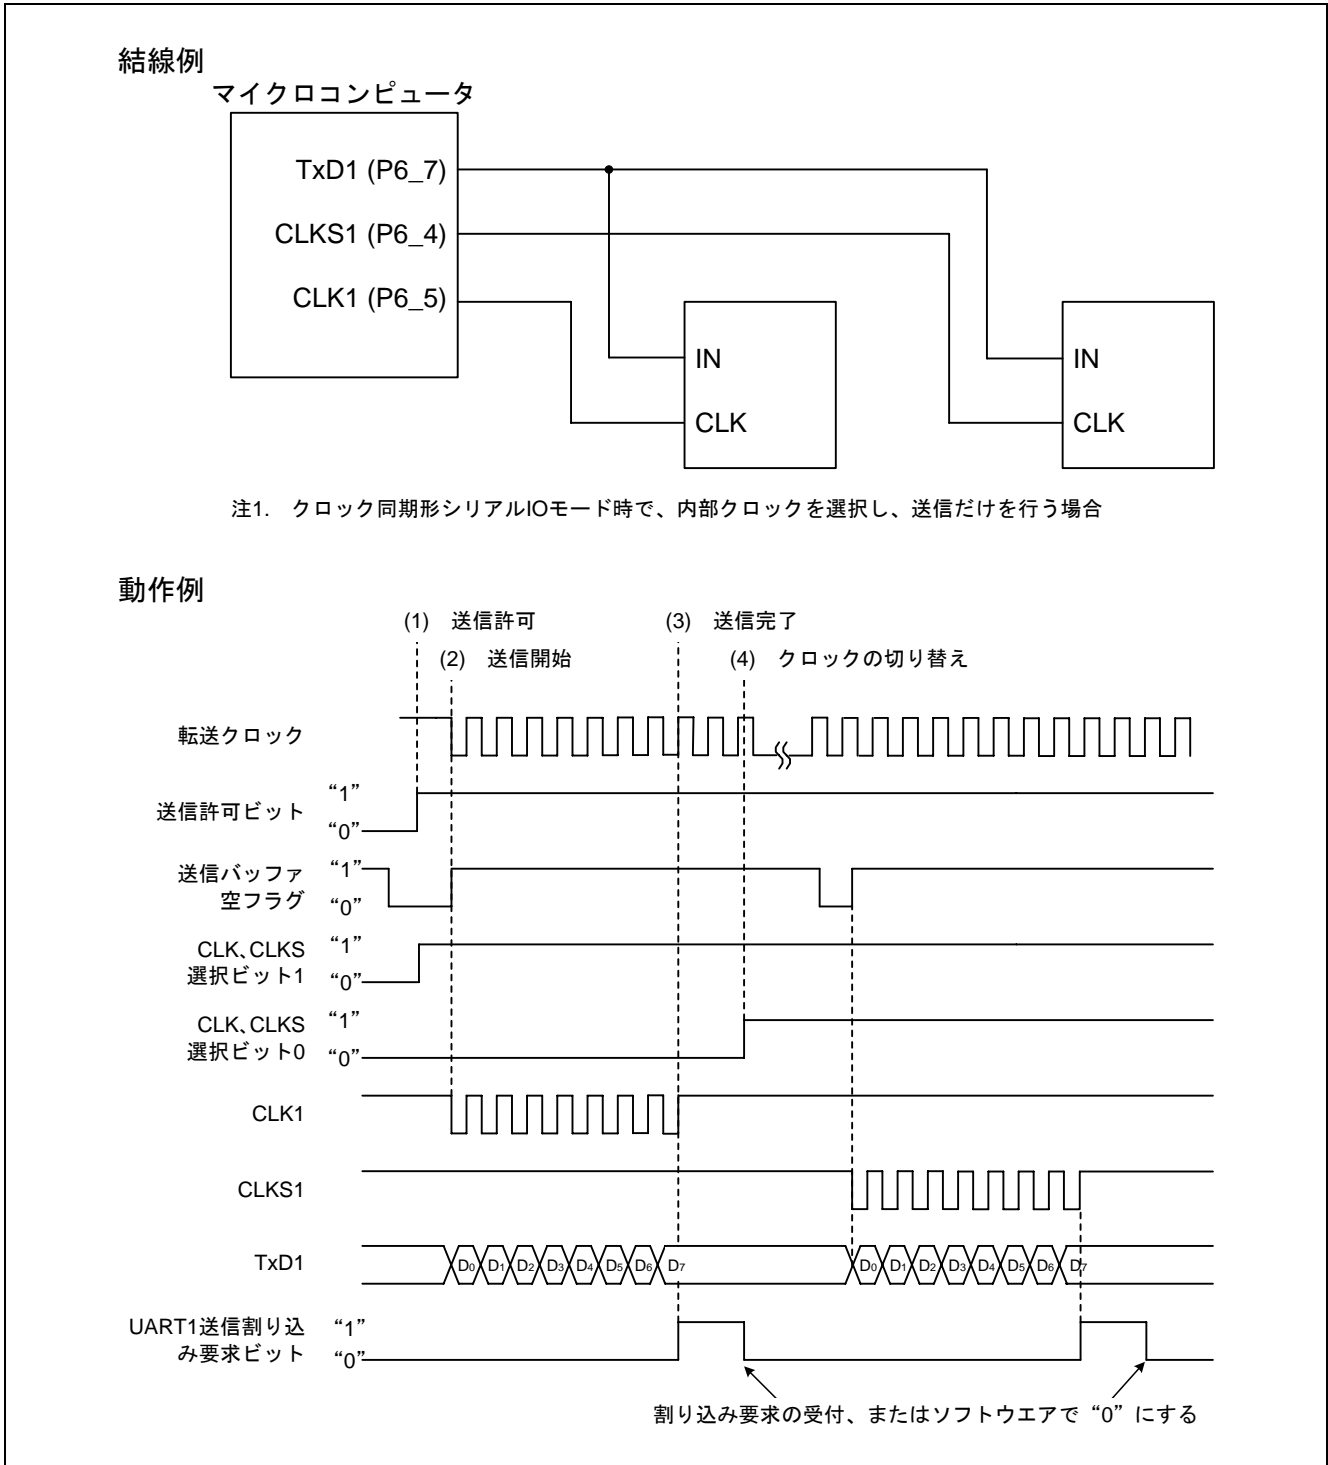 結線例
マイクロコンピュータ
TxD1 (P6_7)
CLKS1 (P6_4)
CLK1 (P6_5)
IN
CLK
IN
CLK
注1. クロック同期形シリアルIOモード時で、内部クロックを選択し、送信だけを行う場合
動作例
(1) 送信許可
(3) 送信完了
(2) 送信開始
(4) クロックの切り替え
転送クロック
送信許可ビット
“1”
“0”
送信バッファ
空フラグ
“1”
“0”
CLK、CLKS
選択ビット1
“1”
“0”
CLK、CLKS
選択ビット0
“1”
“0”
CLK1
CLKS1
TxD1
D0 D1 D2 D3 D4 D5 D6 D7
D0 D1 D2 D3 D4 D5 D6 D7
UART1送信割り込
み要求ビット
“1”
“0”
割り込み要求の受付、またはソフトウエアで“0”にする